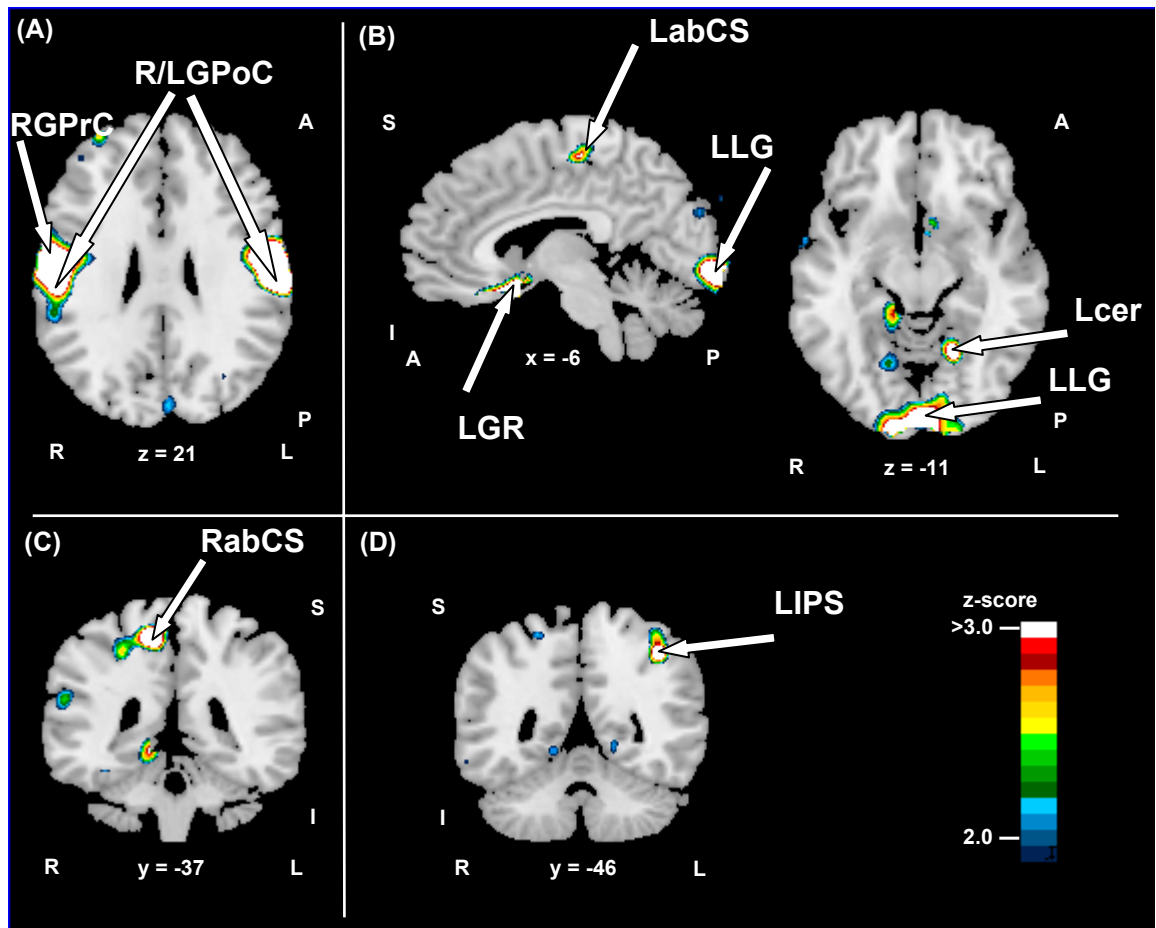 (A)
R/LGPoC
RGPrC
A
P
R
z = 21
L
(B)
LabCS
S
LLG
I
A
x = -6
P
LGR
A
Lcer
LLG
P
R
z = -11
L
(C)
RabCS
S
I
R
y = -37
L
(D)
S
LIPS
I
R
y = -46
L
z-score
>3.0
2.0